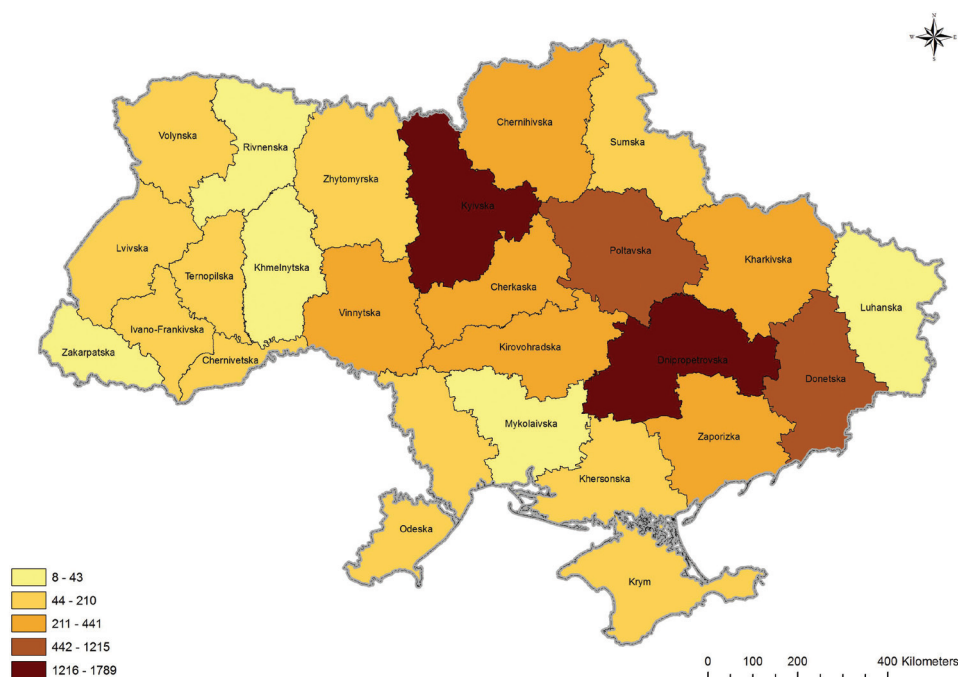 N
W E
S
Chernihivska
Volynska
Rivnenska
Sumska
Zhytomyrska
Kyivska
Lvivska
Poltavska
Kharkivska
Khmelnytska
Ternopilska
Cherkaska
Luhanska
Vinnytska
Ivano-Frankivska
Kirovohradska
Zakarpatska
Chernivetska
Dnipropetrovska
Donetska
Mykolaivska
Zaporizka
Khersonska
Odeska
Krym
8 - 43
44 - 210
211 - 441
442 - 1215
1216 - 1789
0 100 200 400 Kilometers